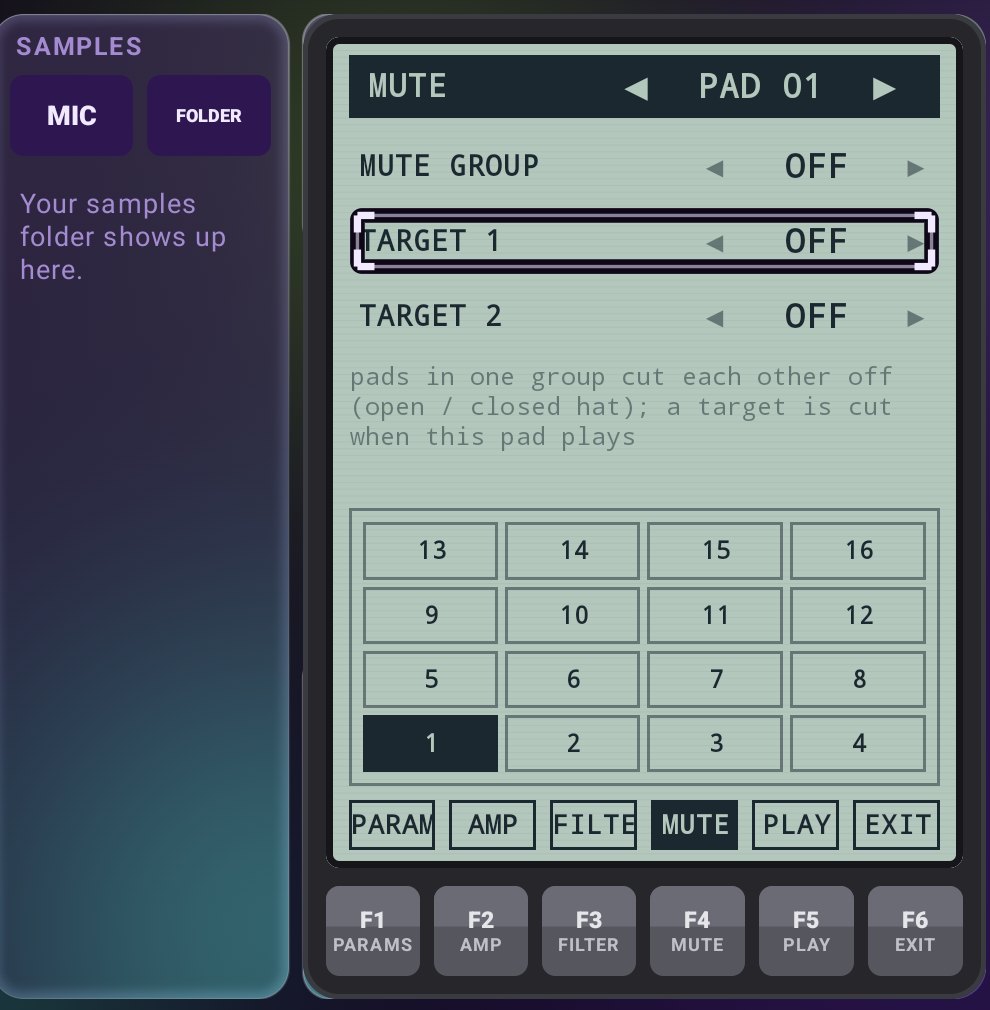 SAMPLES
MIC
FOLDER
Your samples
folder shows up
here.
MUTE ◀ PAD 01 ▶
MUTE GROUP ◀ OFF ▶
TARGET 1 ◀ OFF ▶
TARGET 2 ◀ OFF ▶
pads in one group cut each other off
(open / closed hat); a target is cut
when this pad plays
13 14 15 16
9 10 11 12
5 6 7 8
1 2 3 4
PARAM AMP FILTE MUTE PLAY EXIT
F1 F2 F3 F4 F5 F6
PARAMS AMP FILTER MUTE PLAY EXIT